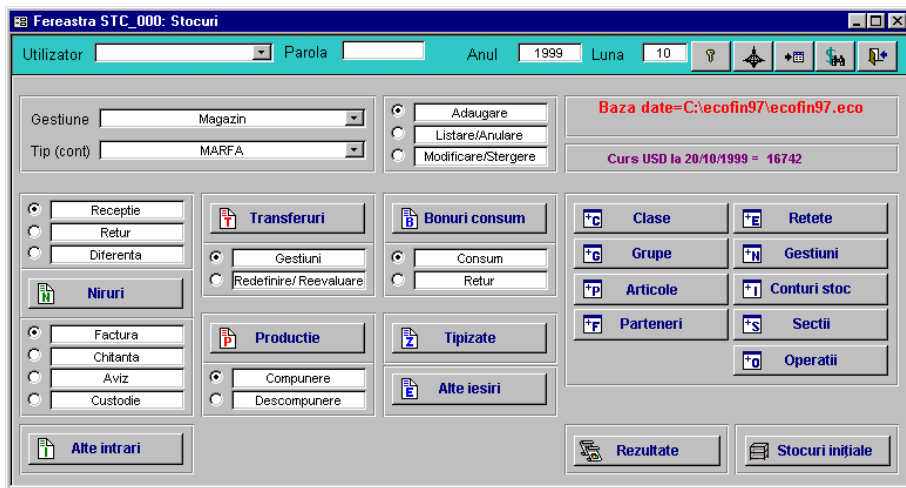 Fereastra STC_000: Stocuri
Utilizator Parola Anul 1999 Luna 10
Gestiune Magazin
Tip (cont) MARFA
Adaugare
Listare/Anulare
Modificare/Stergere
Baza date=C:\ecofin97\ecofin97.eco
Curs USD la 20/10/1999 = 16742
Receptie
Retur
Diferenta
N Niruri
Factura
Chitanta
Aviz
Custodie
I Alte intrari
T Transferuri
Gestiuni
Redefinire/ Reevaluare
P Productie
Compunere
Descompunere
B Bonuri consum
Consum
Retur
Z Tipizate
E Alte iesiri
+C Clase
+G Grupe
+P Articole
+F Parteneri
+E Retete
+N Gestiuni
+I Conturi stoc
+S Sectii
+O Operatii
Rezultate
Stocuri inițiale